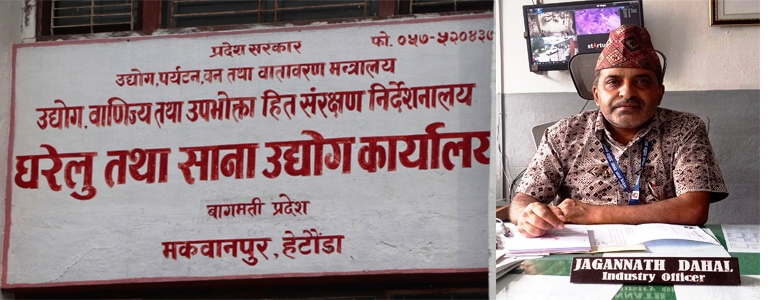 प्रदेश सरकार
फो. ०५७-५२०४३७
उद्योग, पर्यटन, वन तथा वातावरण मन्त्रालय
उद्योग, वाणिज्य तथा उपभोक्ता हित संरक्षण निर्देशनालय
घरेलु तथा साना उद्योग कार्यालय
बागमती प्रदेश
मकवानपुर, हेटौंडा
JAGANNATH DAHAL
Industry Officer